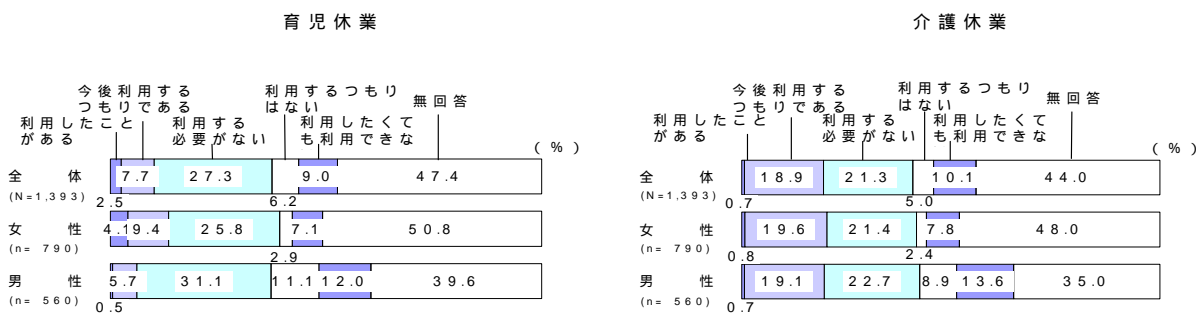 育児休業
介護休業
今後利用する
つもりである
利用するつもり
はない
無回答
利用したこと
がある
利用する
必要がない
利用したくて
も利用できな
(%)
全体 7.7 27.3 9.0 47.4
(N=1,393) 2.5 6.2
女性 4.1 9.4 25.8 7.1 50.8
(n= 790) 2.9
男性 5.7 31.1 11.1 12.0 39.6
(n= 560) 0.5
今後利用する
つもりである
利用するつもり
はない
無回答
利用したこと
がある
利用する
必要がない
利用したくて
も利用できな
(%)
全体 18.9 21.3 10.1 44.0
(N=1,393) 0.7 5.0
女性 19.6 21.4 7.8 48.0
(n= 790) 0.8 2.4
男性 19.1 22.7 8.9 13.6 35.0
(n= 560) 0.7